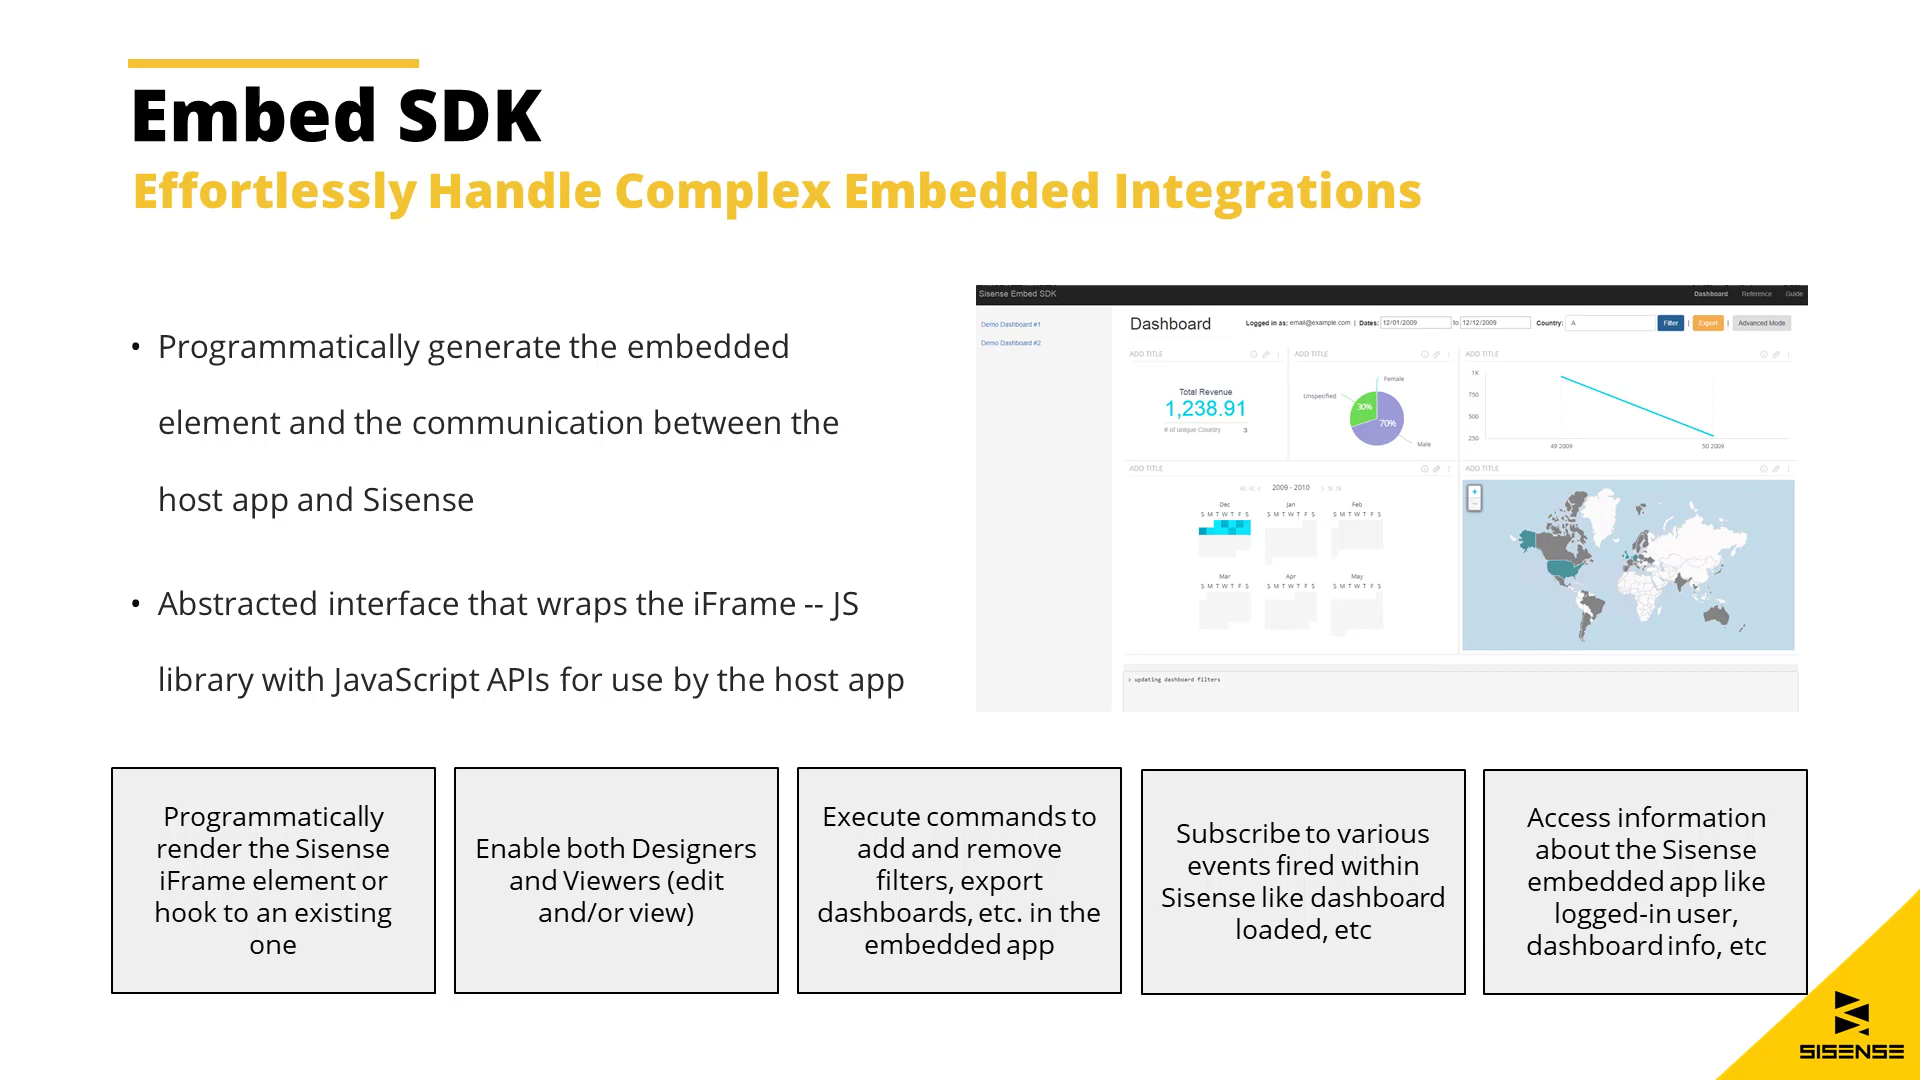 Embed SDK
Effortlessly Handle Complex Embedded Integrations
• Programmatically generate the embedded
element and the communication between the
host app and Sisense
• Abstracted interface that wraps the iFrame -- JS
library with JavaScript APIs for use by the host app
Sisense Embed SDK
Dashboard Reference Guide
Demo Dashboard #1
Demo Dashboard #2
Dashboard
Logged in as: email@example.com | Dates: 12/01/2009 to 12/12/2009 Country: A Filter | Export | Advanced Mode
ADD TITLE
Total Revenue
1,238.91
# of unique Country 3
ADD TITLE
Female
Unspecified
30%
70%
Male
ADD TITLE
1K
750
500
250
49 2009 50 2009
ADD TITLE
2009 - 2010
Dec Jan Feb
S M T W T F S S M T W T F S S M T W T F S
Mar Apr May
S M T W T F S S M T W T F S S M T W T F S
ADD TITLE
+
-
> updating dashboard filters
Programmatically
render the Sisense
iFrame element or
hook to an existing
one
Enable both Designers
and Viewers (edit
and/or view)
Execute commands to
add and remove
filters, export
dashboards, etc. in the
embedded app
Subscribe to various
events fired within
Sisense like dashboard
loaded, etc
Access information
about the Sisense
embedded app like
logged-in user,
dashboard info, etc
SISENSE